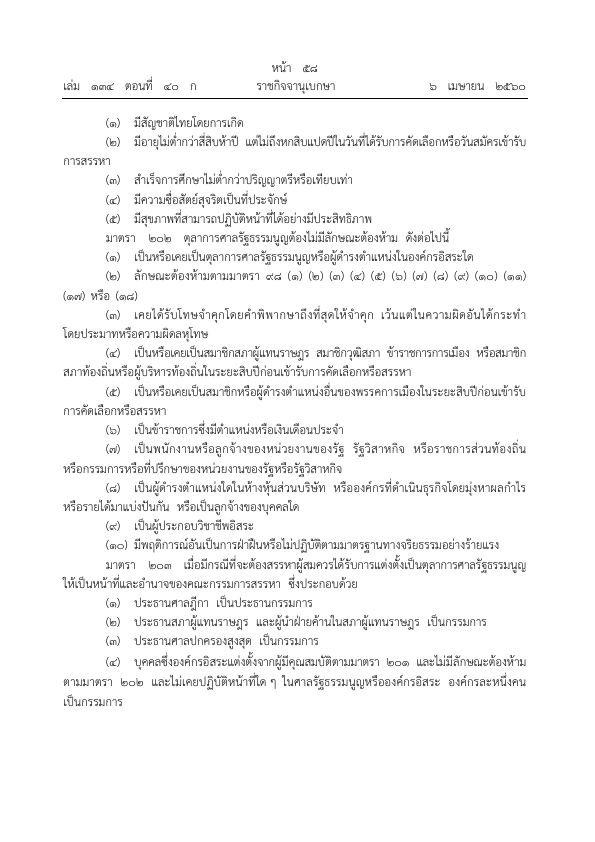 หน้า ๕๘
เล่ม ๑๓๔ ตอนที่ ๔๐ ก ราชกิจจานุเบกษา ๖ เมษายน ๒๕๖๐
(๑) มีสัญชาติไทยโดยการเกิด
(๒) มีอายุไม่ต่ำกว่าสี่สิบห้าปี แต่ไม่ถึงหกสิบแปดปีในวันที่ได้รับการคัดเลือกหรือวันสมัครเข้ารับ
การสรรหา
(๓) สำเร็จการศึกษาไม่ต่ำกว่าปริญญาตรีหรือเทียบเท่า
(๔) มีความซื่อสัตย์สุจริตเป็นที่ประจักษ์
(๕) มีสุขภาพที่สามารถปฏิบัติหน้าที่ได้อย่างมีประสิทธิภาพ
มาตรา ๒๐๒ ตุลาการศาลรัฐธรรมนูญต้องไม่มีลักษณะต้องห้าม ดังต่อไปนี้
(๑) เป็นหรือเคยเป็นตุลาการศาลรัฐธรรมนูญหรือผู้ดำรงตำแหน่งในองค์กรอิสระใด
(๒) ลักษณะต้องห้ามตามมาตรา ๙๘ (๑) (๒) (๓) (๔) (๕) (๖) (๗) (๘) (๙) (๑๐) (๑๑)
(๑๗) หรือ (๑๘)
(๓) เคยได้รับโทษจำคุกโดยคำพิพากษาถึงที่สุดให้จำคุก เว้นแต่ในความผิดอันได้กระทำ
โดยประมาทหรือความผิดลหุโทษ
(๔) เป็นหรือเคยเป็นสมาชิกสภาผู้แทนราษฎร สมาชิกวุฒิสภา ข้าราชการการเมือง หรือสมาชิก
สภาท้องถิ่นหรือผู้บริหารท้องถิ่นในระยะสิบปีก่อนเข้ารับการคัดเลือกหรือสรรหา
(๕) เป็นหรือเคยเป็นสมาชิกหรือผู้ดำรงตำแหน่งอื่นของพรรคการเมืองในระยะสิบปีก่อนเข้ารับ
การคัดเลือกหรือสรรหา
(๖) เป็นข้าราชการซึ่งมีตำแหน่งหรือเงินเดือนประจำ
(๗) เป็นพนักงานหรือลูกจ้างของหน่วยงานของรัฐ รัฐวิสาหกิจ หรือราชการส่วนท้องถิ่น
หรือกรรมการหรือที่ปรึกษาของหน่วยงานของรัฐหรือรัฐวิสาหกิจ
(๘) เป็นผู้ดำรงตำแหน่งใดในห้างหุ้นส่วนบริษัท หรือองค์กรที่ดำเนินธุรกิจโดยมุ่งหาผลกำไร
หรือรายได้มาแบ่งปันกัน หรือเป็นลูกจ้างของบุคคลใด
(๙) เป็นผู้ประกอบวิชาชีพอิสระ
(๑๐) มีพฤติการณ์อันเป็นการฝ่าฝืนหรือไม่ปฏิบัติตามมาตรฐานทางจริยธรรมอย่างร้ายแรง
มาตรา ๒๐๓ เมื่อมีกรณีที่จะต้องสรรหาผู้สมควรได้รับการแต่งตั้งเป็นตุลาการศาลรัฐธรรมนูญ
ให้เป็นหน้าที่และอำนาจของคณะกรรมการสรรหา ซึ่งประกอบด้วย
(๑) ประธานศาลฎีกา เป็นประธานกรรมการ
(๒) ประธานสภาผู้แทนราษฎร และผู้นำฝ่ายค้านในสภาผู้แทนราษฎร เป็นกรรมการ
(๓) ประธานศาลปกครองสูงสุด เป็นกรรมการ
(๔) บุคคลซึ่งองค์กรอิสระแต่งตั้งจากผู้มีคุณสมบัติตามมาตรา ๒๐๑ และไม่มีลักษณะต้องห้าม
ตามมาตรา ๒๐๒ และไม่เคยปฏิบัติหน้าที่ใด ๆ ในศาลรัฐธรรมนูญหรือองค์กรอิสระ องค์กรละหนึ่งคน
เป็นกรรมการ